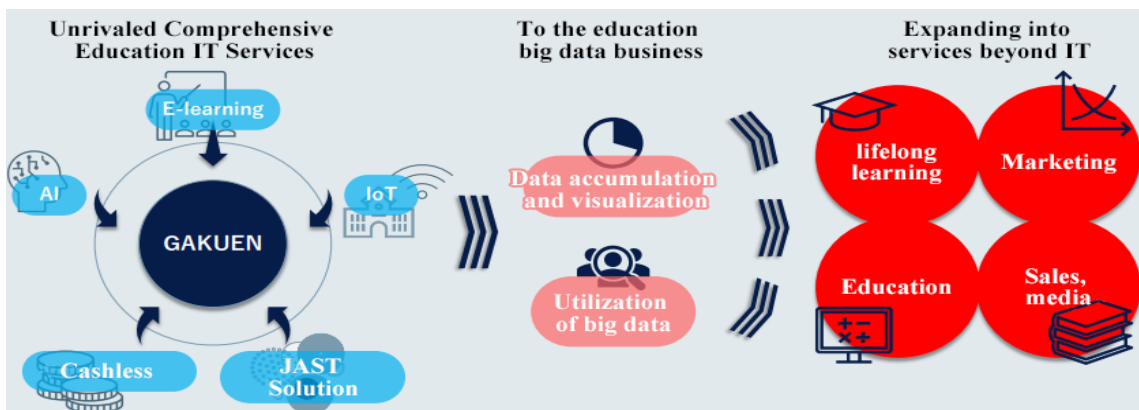 Unrivaled Comprehensive
Education IT Services
To the education
big data business
Expanding into
services beyond IT
E-learning
AI
IoT
GAKUEN
Cashless
JAST
Solution
Data accumulation
and visualization
Utilization
of big data
lifelong
learning
Marketing
Education
Sales,
media